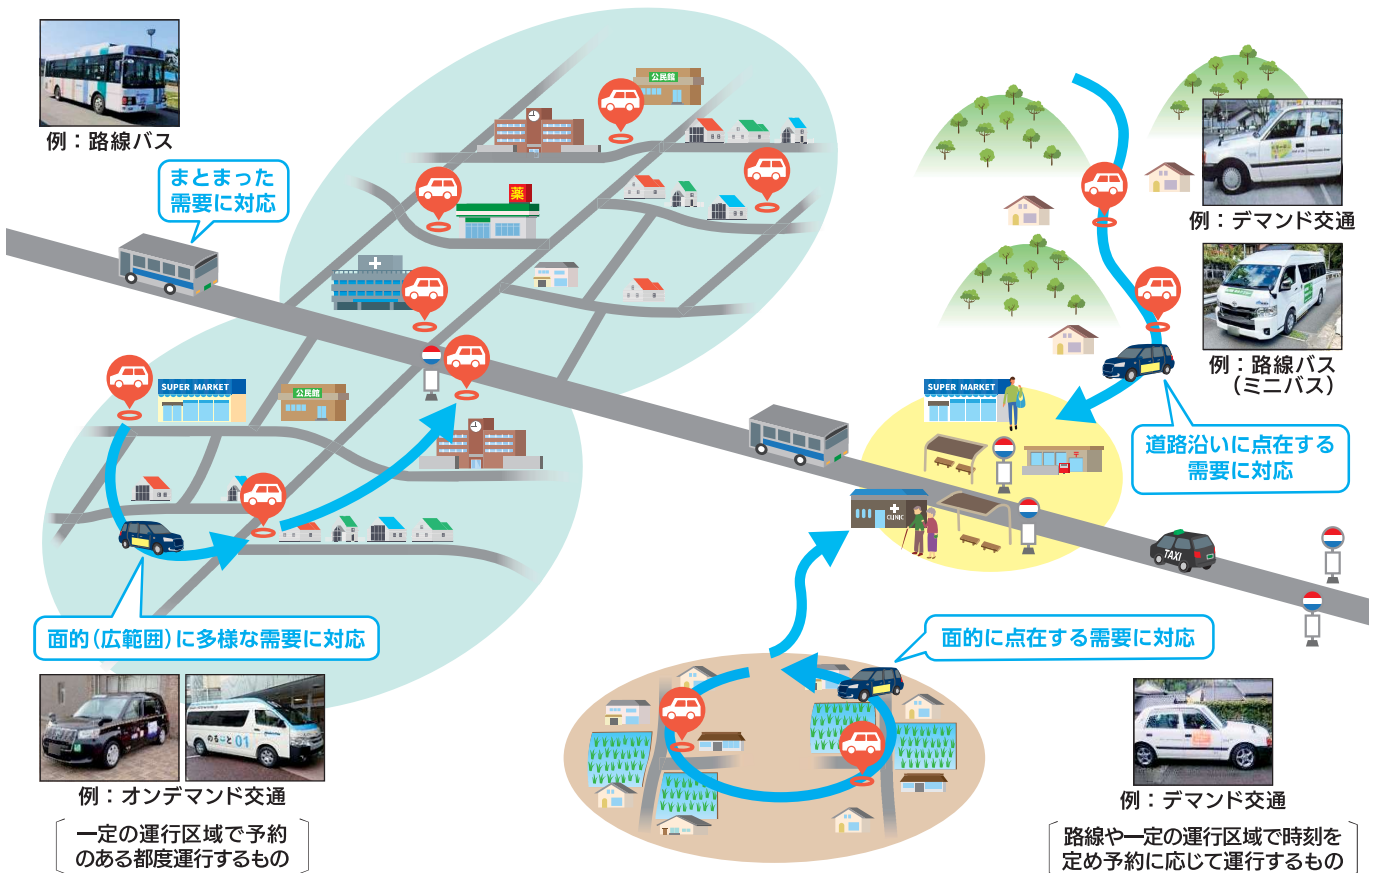 例：路線バス
まとまった
需要に対応
公民館
薬
SUPER MARKET
公民館
面的（広範囲）に多様な需要に対応
のるーと 01
例：オンデマンド交通
一定の運行区域で予約
のある都度運行するもの
例：デマンド交通
例：路線バス
（ミニバス）
SUPER MARKET
道路沿いに点在する
需要に対応
CLINIC
TAXI
面的に点在する需要に対応
例：デマンド交通
路線や一定の運行区域で時刻を
定め予約に応じて運行するもの